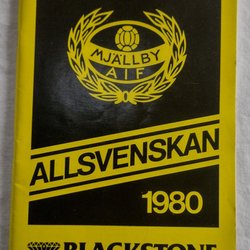 MJÄLLBY
AIF
ALLSVENSKAN
1980
BLACKSTONE